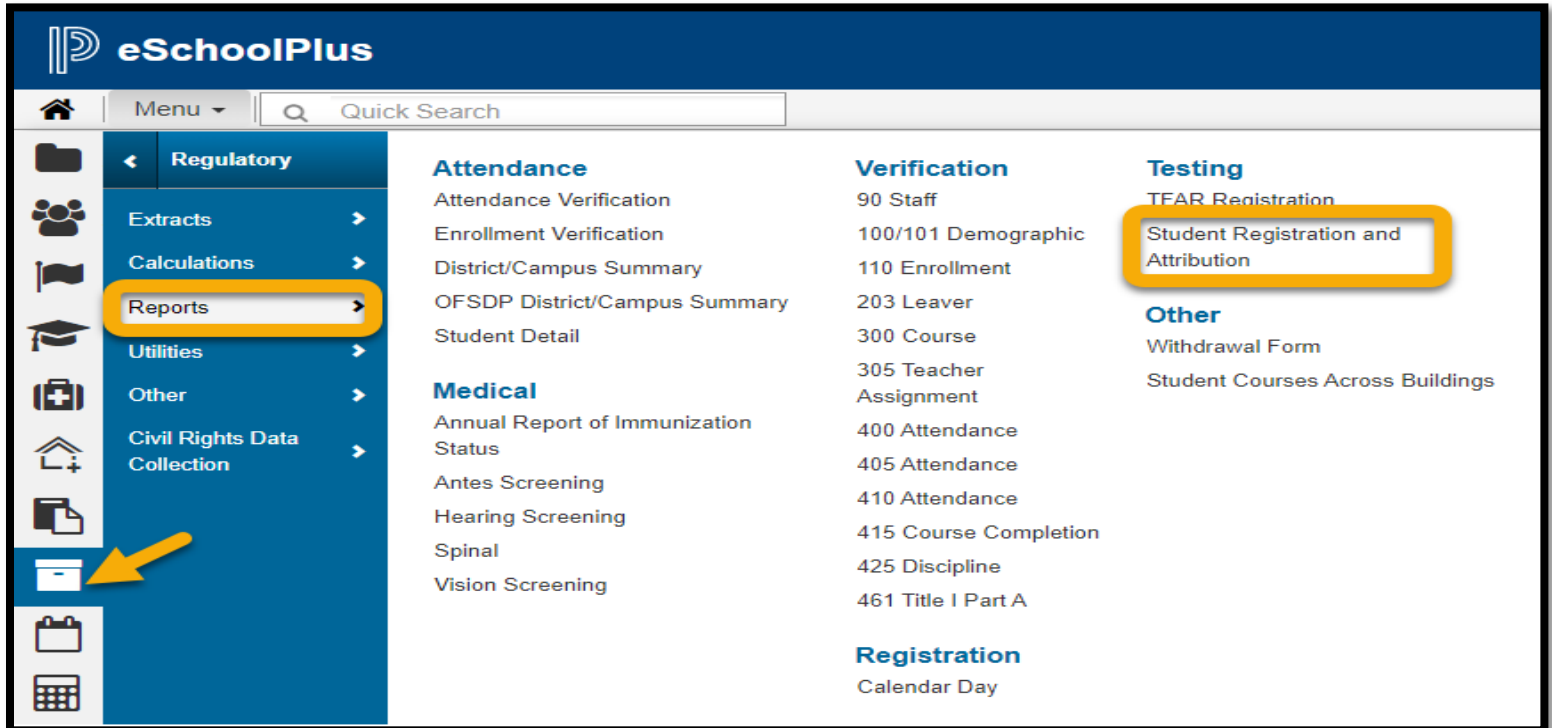 eSchoolPlus
Menu
Quick Search
Regulatory
Extracts
Calculations
Reports
Utilities
Other
Civil Rights Data
Collection
Attendance
Attendance Verification
Enrollment Verification
District/Campus Summary
OFSDP District/Campus Summary
Student Detail
Medical
Annual Report of Immunization
Status
Antes Screening
Hearing Screening
Spinal
Vision Screening
Verification
90 Staff
100/101 Demographic
110 Enrollment
203 Leaver
300 Course
305 Teacher
Assignment
400 Attendance
405 Attendance
410 Attendance
415 Course Completion
425 Discipline
461 Title I Part A
Registration
Calendar Day
Testing
TEAR Registration
Student Registration and
Attribution
Other
Withdrawal Form
Student Courses Across Buildings